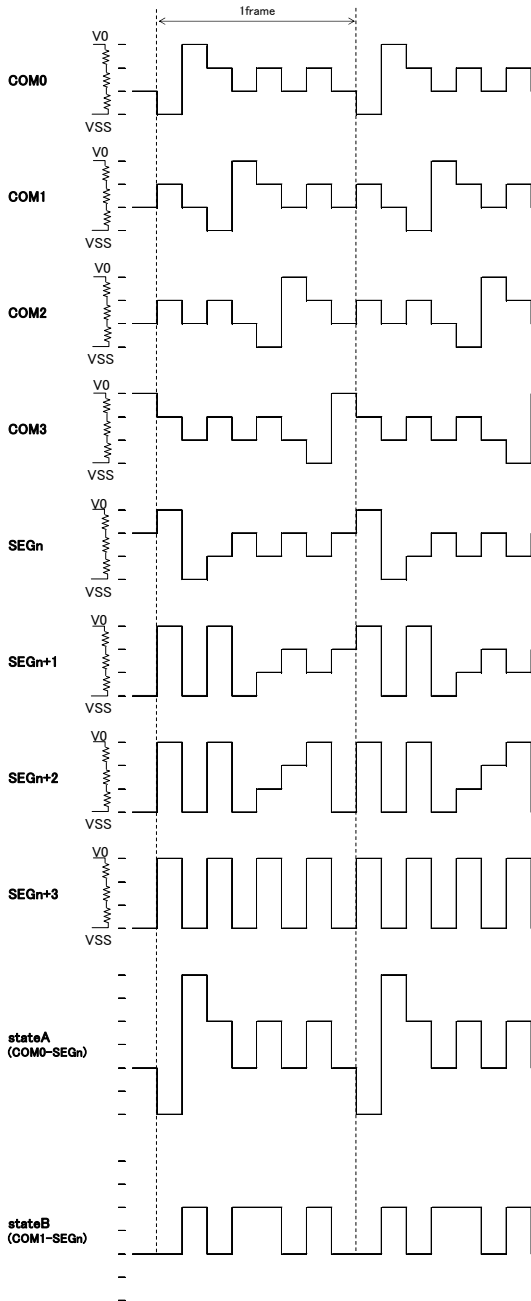 1frame
V0
COM0
VSS
V0
COM1
VSS
V0
COM2
VSS
V0
COM3
VSS
V0
SEGn
VSS
V0
SEGn+1
VSS
V0
SEGn+2
VSS
V0
SEGn+3
VSS
stateA
(COM0-SEGn)
stateB
(COM1-SEGn)